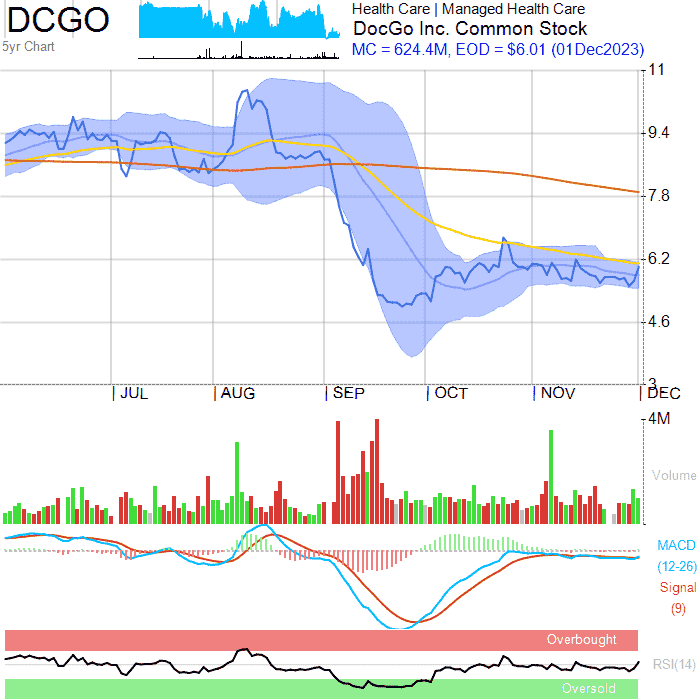 DCGO
5yr Chart
Health Care | Managed Health Care
DocGo Inc. Common Stock
MC = 624.4M, EOD = $6.01 (01Dec2023)
11
9.4
7.8
6.2
4.6
3
JUL
AUG
SEP
OCT
NOV
DEC
4M
Volume
MACD
(12-26)
Signal
(9)
Overbought
RSI(14)
Oversold